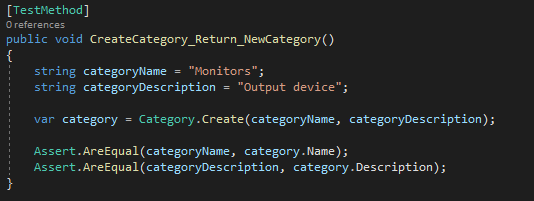 [TestMethod]
0 references
public void CreateCategory_Return_NewCategory()
{
string categoryName = "Monitors";
string categoryDescription = "Output device";
var category = Category.Create(categoryName, categoryDescription);
Assert.AreEqual(categoryName, category.Name);
Assert.AreEqual(categoryDescription, category.Description);
}